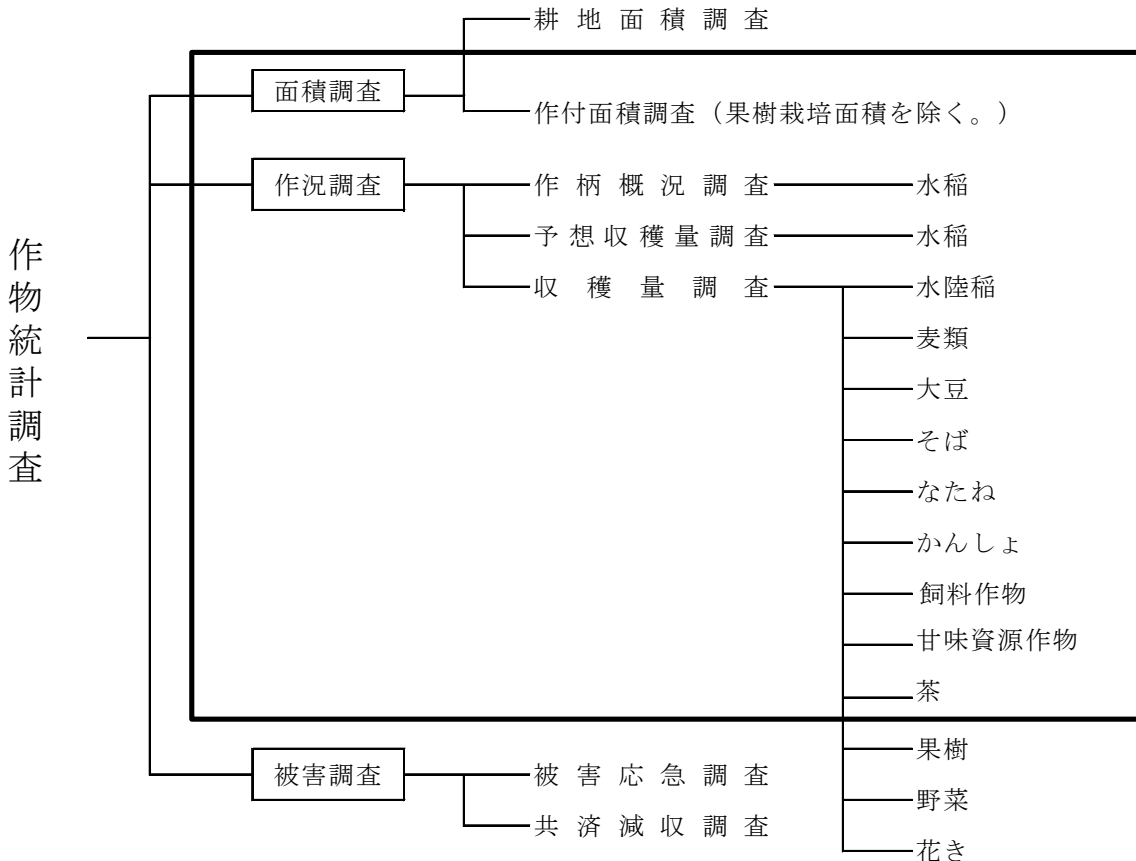 作物統計調査
耕地面積調査
面積調査
作付面積調査（果樹栽培面積を除く。）
作況調査
作柄概況調査
水稲
予想収穫量調査
水稲
収穫量調査
水陸稲
麦類
大豆
そば
なたね
かんしょ
飼料作物
甘味資源作物
茶
果樹
野菜
花き
被害調査
被害応急調査
共済減収調査